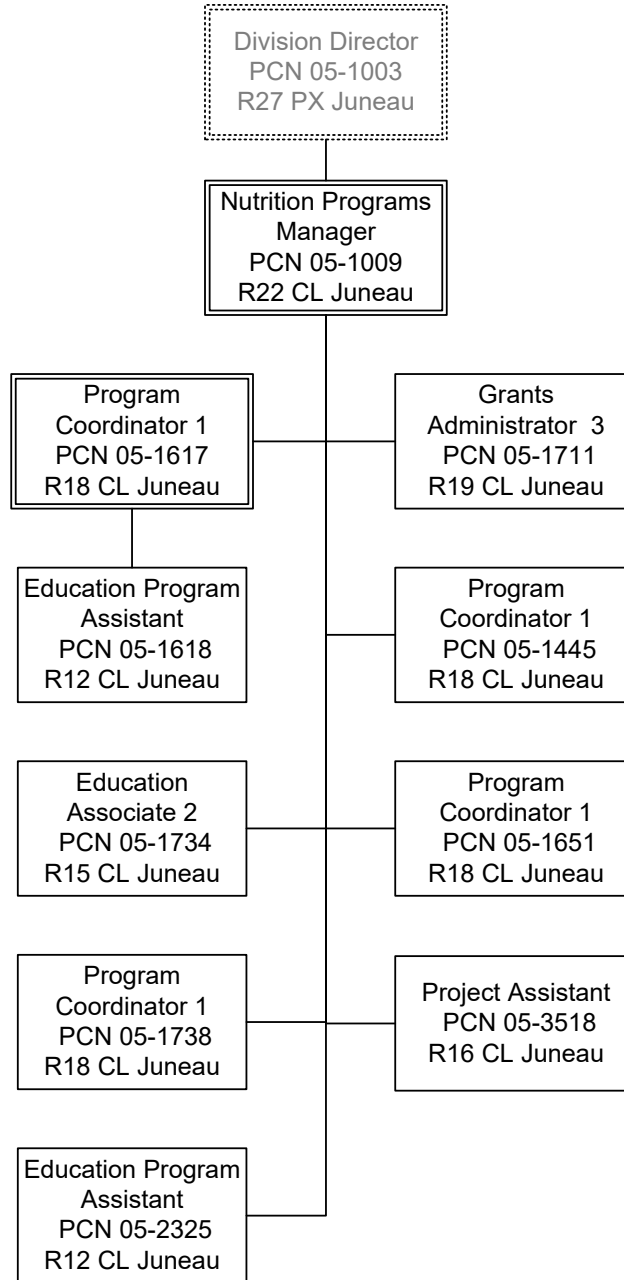 Division Director
PCN 05-1003
R27 PX Juneau
Nutrition Programs
Manager
PCN 05-1009
R22 CL Juneau
Program
Coordinator 1
PCN 05-1617
R18 CL Juneau
Grants
Administrator  3
PCN 05-1711
R19 CL Juneau
Education Program
Assistant
PCN 05-1618
R12 CL Juneau
Program
Coordinator 1
PCN 05-1445
R18 CL Juneau
Education
Associate 2
PCN 05-1734
R15 CL Juneau
Program
Coordinator 1
PCN 05-1651
R18 CL Juneau
Program
Coordinator 1
PCN 05-1738
R18 CL Juneau
Project Assistant
PCN 05-3518
R16 CL Juneau
Education Program
Assistant
PCN 05-2325
R12 CL Juneau